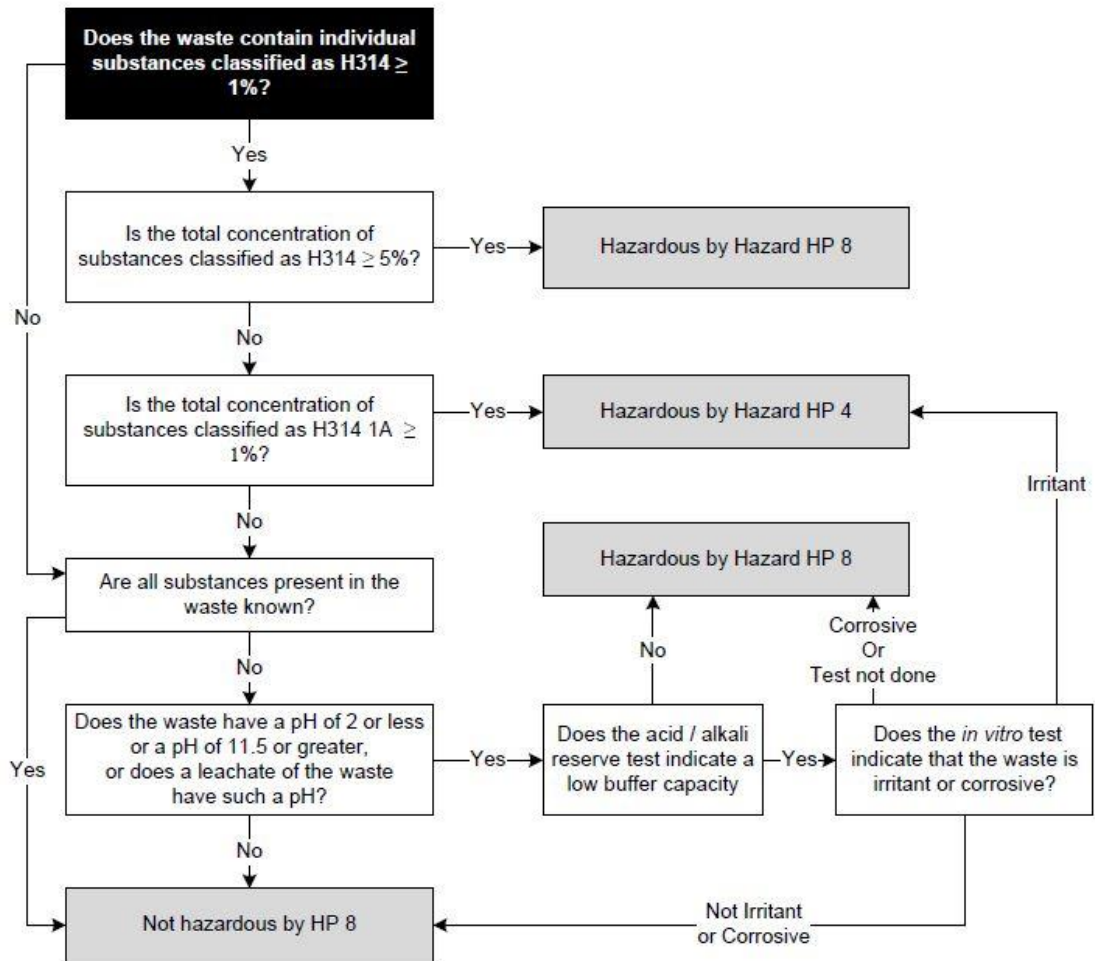 Does the waste contain individual
substances classified as H314 ≥
1%?
Yes
No
Is the total concentration of
substances classified as H314 ≥ 5%?
Yes
Hazardous by Hazard HP 8
No
Is the total concentration of
substances classified as H314 1A ≥
1%?
Yes
Hazardous by Hazard HP 4
Irritant
No
Are all substances present in the
waste known?
Hazardous by Hazard HP 8
No
Corrosive
Or
Test not done
No
Yes
Does the waste have a pH of 2 or less
or a pH of 11.5 or greater,
or does a leachate of the waste
have such a pH?
Yes
Does the acid / alkali
reserve test indicate a
low buffer capacity
Yes
Does the in vitro test
indicate that the waste is
irritant or corrosive?
No
Not Irritant
or Corrosive
Not hazardous by HP 8